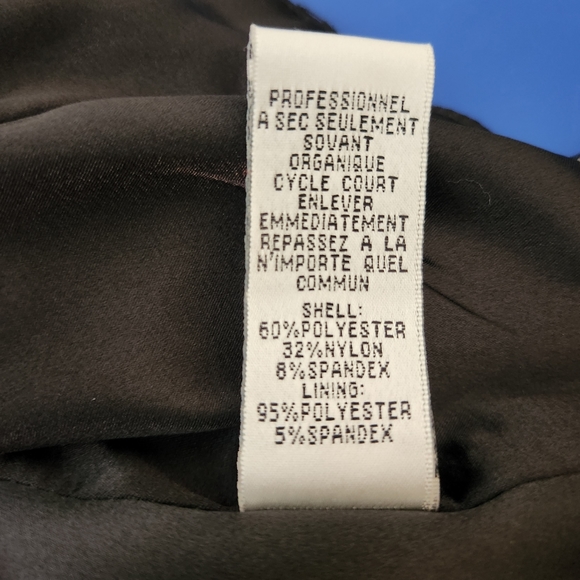 PROFESSIONNEL
A SEC SEULEMENT
SOVANT
ORGANIQUE
CYCLE COURT
ENLEVER
EMMEDIATEMENT
REPASSEZ A LA
N'IMPORTE QUEL
COMMUN
SHELL:
60%POLYESTER
32%NYLON
8%SPANDEX
LINING:
95%POLYESTER
5%SPANDEX